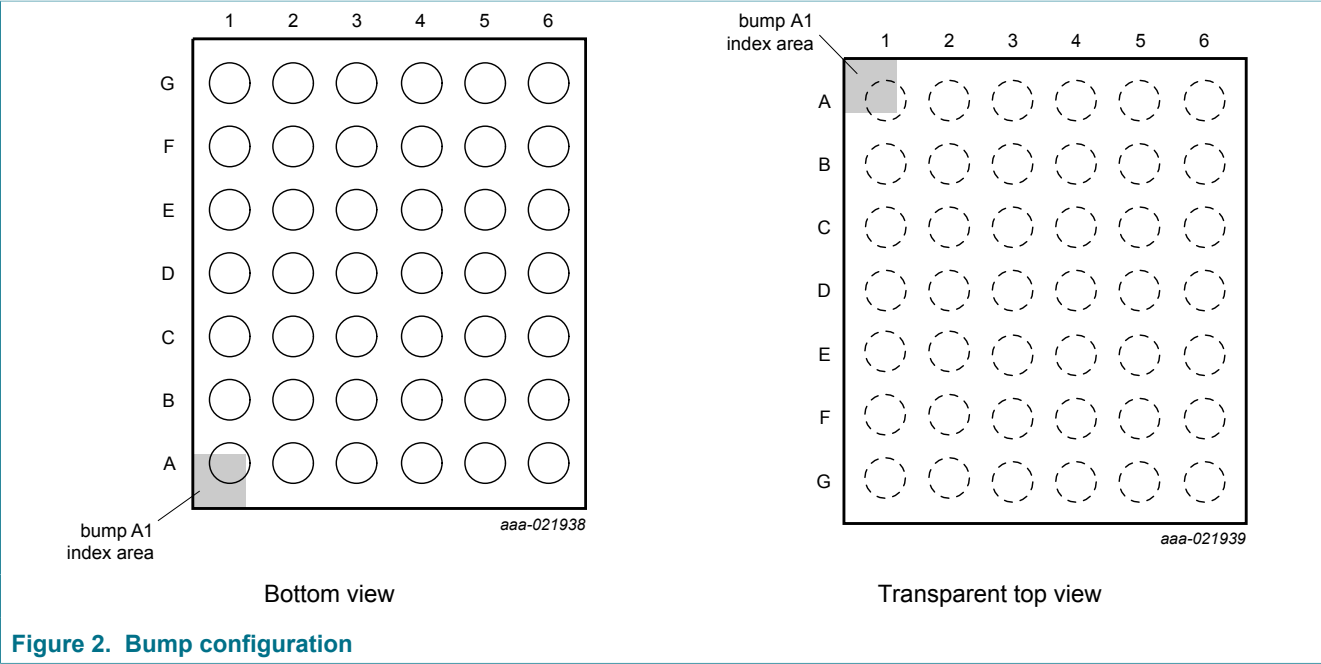 1 2 3 4 5 6
G
F
E
D
C
B
A
bump A1
index area
aaa-021938
Bottom view
bump A1
index area
1 2 3 4 5 6
A
B
C
D
E
F
G
aaa-021939
Transparent top view
Figure 2. Bump configuration